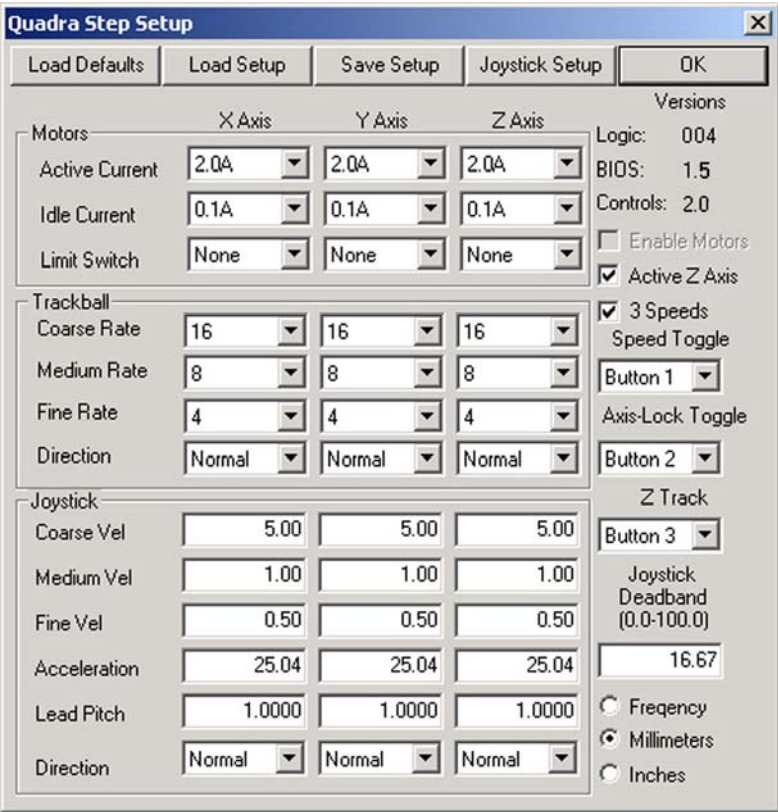 Quadra Step Setup
Load Defaults Load Setup Save Setup Joystick Setup OK
X Axis Y Axis Z Axis
Motors
Active Current 2.0A 2.0A 2.0A
Idle Current 0.1A 0.1A 0.1A
Limit Switch None None None
Trackball
Coarse Rate 16 16 16
Medium Rate 8 8 8
Fine Rate 4 4 4
Direction Normal Normal Normal
Joystick
Coarse Vel 5.00 5.00 5.00
Medium Vel 1.00 1.00 1.00
Fine Vel 0.50 0.50 0.50
Acceleration 25.04 25.04 25.04
Lead Pitch 1.0000 1.0000 1.0000
Direction Normal Normal Normal
Versions
Logic: 004
BIOS: 1.5
Controls: 2.0
Enable Motors
Active Z Axis
3 Speeds
Speed Toggle
Button 1
Axis-Lock Toggle
Button 2
Z Track
Button 3
Joystick
Deadband
(0.0-100.0)
16.67
Freqency
Millimeters
Inches